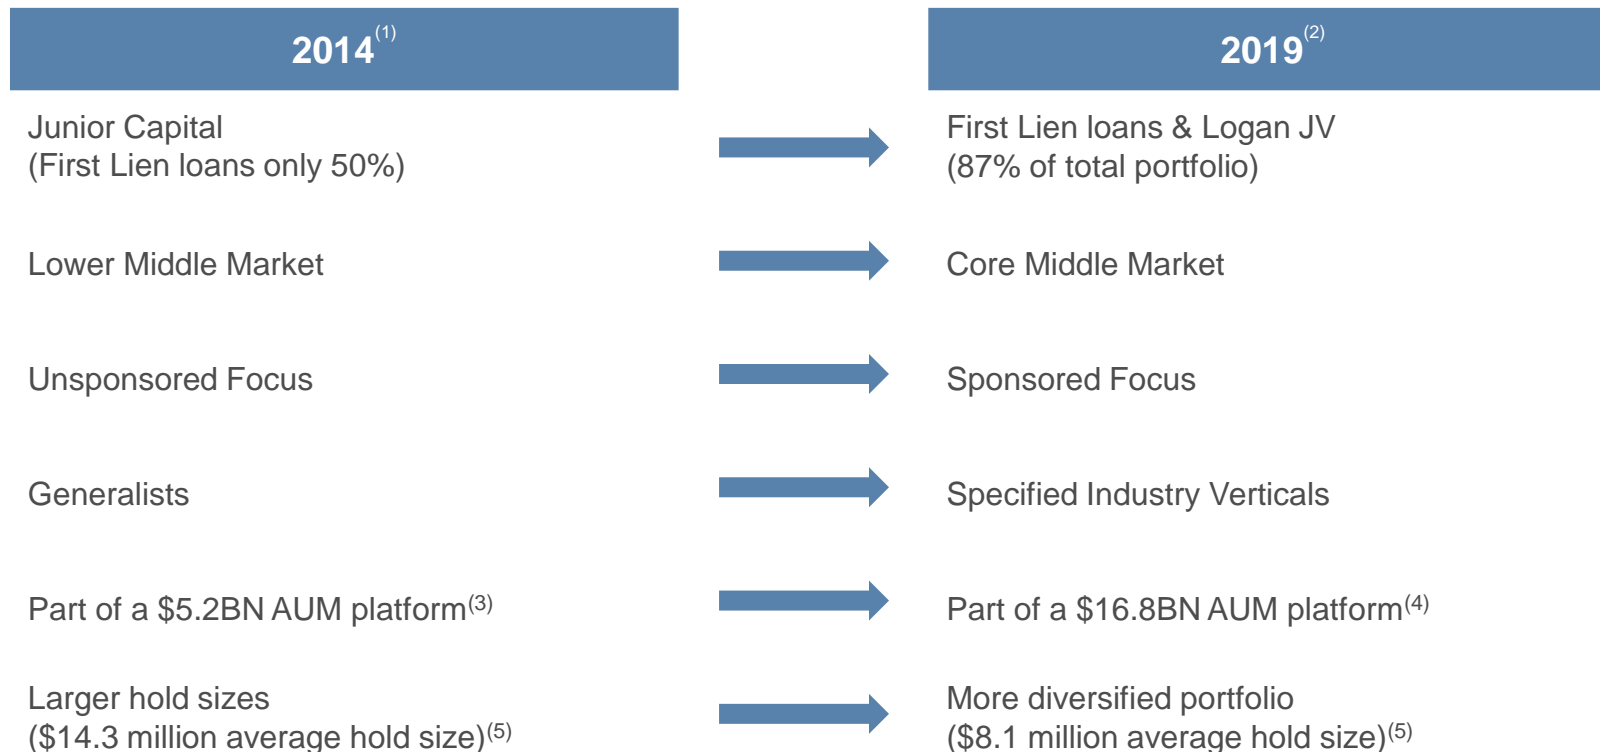 2014(1)
2019(2)
Junior Capital
(First Lien loans only 50%)
First Lien loans & Logan JV
(87% of total portfolio)
Lower Middle Market
Core Middle Market
Unsponsored Focus
Sponsored Focus
Generalists
Specified Industry Verticals
Part of a $5.2BN AUM platform(3)
Part of a $16.8BN AUM platform(4)
Larger hold sizes
($14.3 million average hold size)(5)
More diversified portfolio
($8.1 million average hold size)(5)